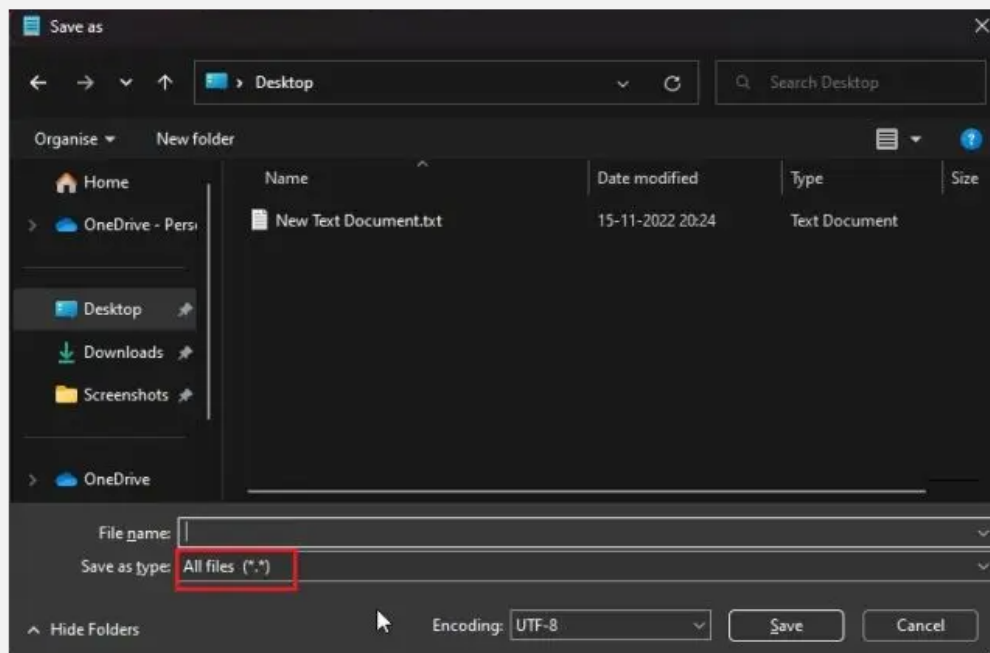 Save as
Desktop
Search Desktop
Organise
New folder
Name
Date modified
Type
Size
Home
OneDrive - Pers
New Text Document.txt
15-11-2022 20:24
Text Document
Desktop
Downloads
Screenshots
OneDrive
File name:
Save as type: All files (*.*)
Hide Folders
Encoding: UTF-8
Save
Cancel